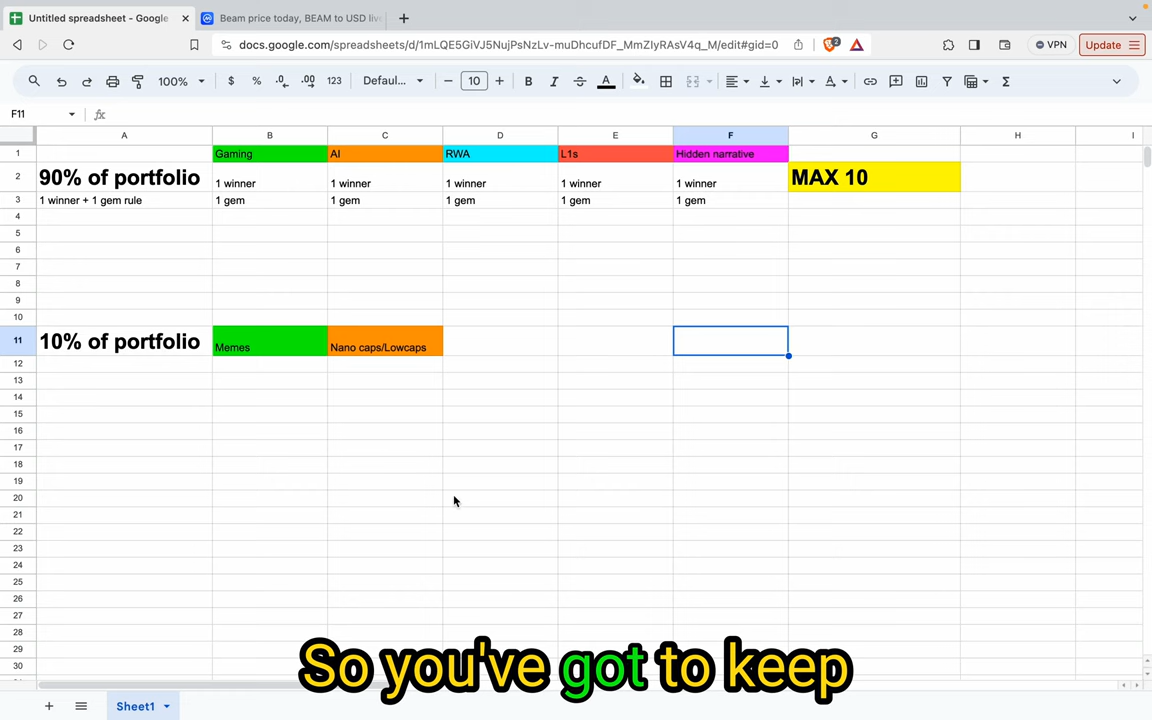 Untitled spreadsheet - Google
Beam price today, BEAM to USD liv
docs.google.com/spreadsheets/d/1mLQE5GiVJ5NujPsNzLv-muDhcufDF_MmZIyRAsV4q_M/edit#gid=0
2
VPN
Update
100%
$ % .0 .00 123
Defaul...
10
B I A
F11
fx
A B C D E F G H I
1 Gaming AI RWA L1s Hidden narrative
2 90% of portfolio 1 winner 1 winner 1 winner 1 winner 1 winner MAX 10
3 1 winner + 1 gem rule 1 gem 1 gem 1 gem 1 gem 1 gem
4
5
6
7
8
9
10
11 10% of portfolio Memes Nano caps/Lowcaps
12
13
14
15
16
17
18
19
20
21
22
23
24
25
26
27
28
29
30
So you've got to keep
Sheet1